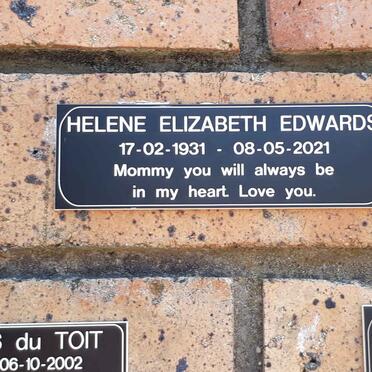 HELENE ELIZABETH EDWARDS
17-02-1931 - 08-05-2021
Mommy you will always be
in my heart. Love you.
S du TOIT
06-10-2002